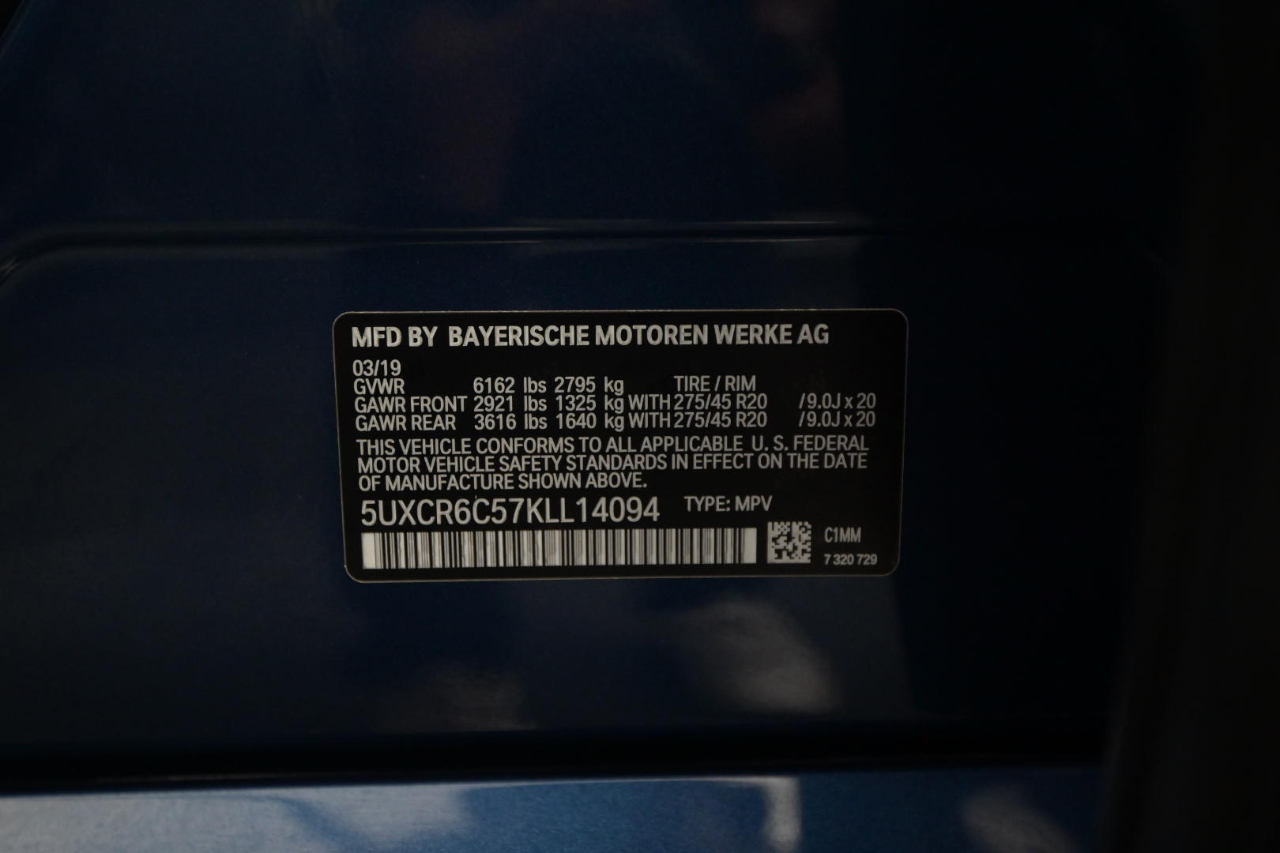 MFD BY BAYERISCHE MOTOREN WERKE AG
03/19
GVWR 6162 lbs 2795 kg TIRE / RIM
GAWR FRONT 2921 lbs 1325 kg WITH 275/45 R20 /9.0J x 20
GAWR REAR 3616 lbs 1640 kg WITH 275/45 R20 /9.0J x 20
THIS VEHICLE CONFORMS TO ALL APPLICABLE U. S. FEDERAL
MOTOR VEHICLE SAFETY STANDARDS IN EFFECT ON THE DATE
OF MANUFACTURE SHOWN ABOVE.
5UXCR6C57KLL14094 TYPE: MPV
C1MM
7 320 729